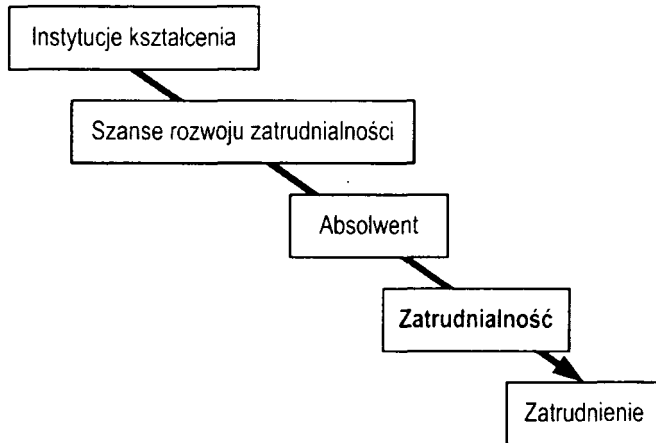 Instytucje kształcenia
Szanse rozwoju zatrudnialności
Absolwent
Zatrudnialność
Zatrudnienie